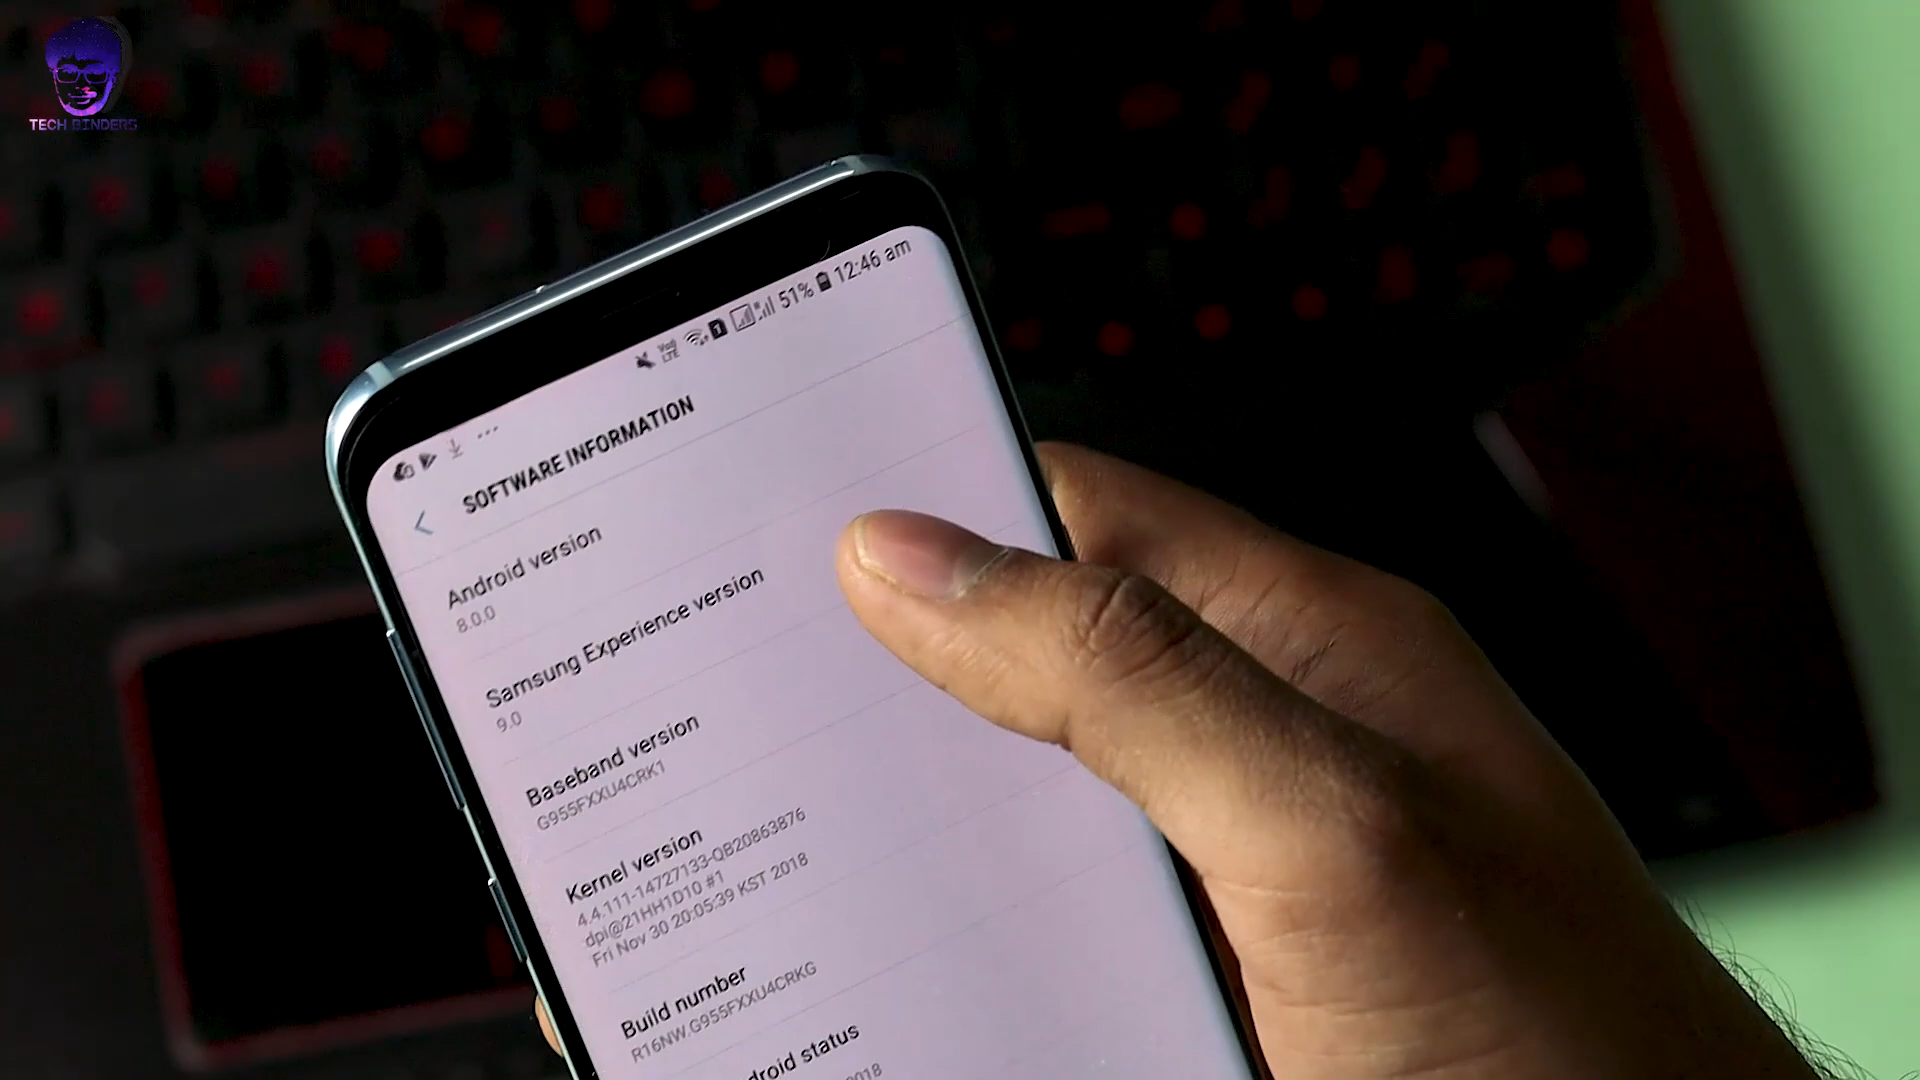 TECH BINDERS
51% 12:46 am
SOFTWARE INFORMATION
Android version
8.0.0
Samsung Experience version
9.0
Baseband version
G955FXXU4CRK1
Kernel version
4.4.111-14727133-QB20863876
dpi@21HH1D10 #1
Fri Nov 30 20:05:39 KST 2018
Build number
R16NW.G955FXXU4CRKG
droid status
2018